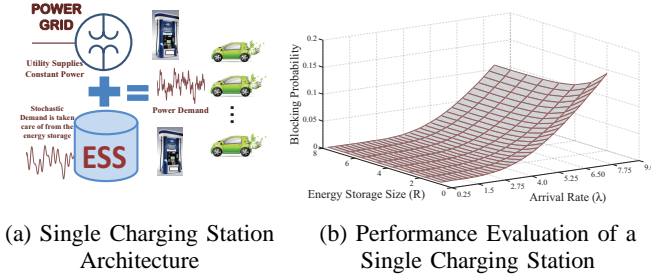 POWER
GRID
Utility Supplies
Constant Power
Stochastic
Demand is taken
care of from the
energy storage
ESS
Power Demand
(a) Single Charging Station
Architecture
Blocking Probability
0.2
0.15
0.1
0.05
0
8
6
4
2
0
Energy Storage Size (R)
0.25
1.5
2.75
4.0
5.25
6.5
7.75
9.0
Arrival Rate (λ)
(b) Performance Evaluation of a
Single Charging Station